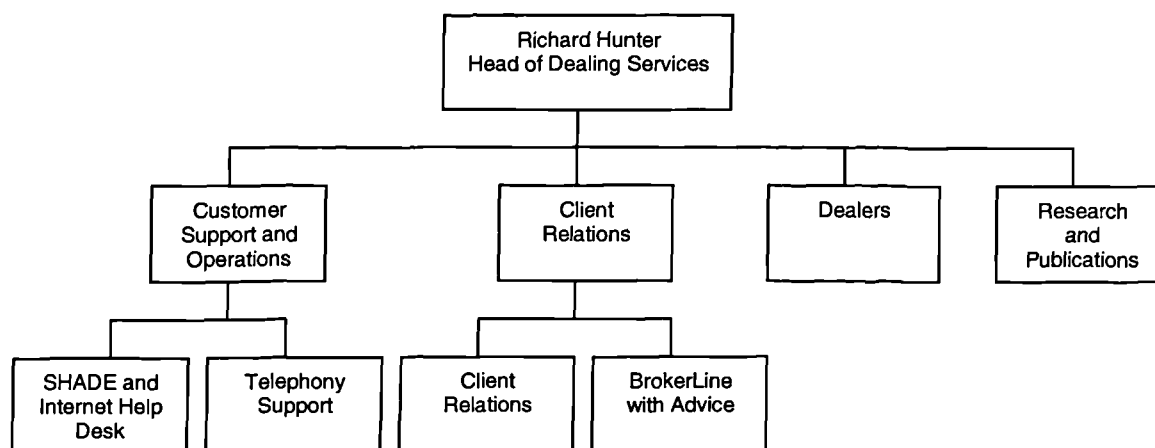 Richard Hunter
Head of Dealing Services
Customer
Support and
Operations
Client
Relations
Dealers
Research
and
Publications
SHADE and
Internet Help
Desk
Telephony
Support
Client
Relations
BrokerLine
with Advice